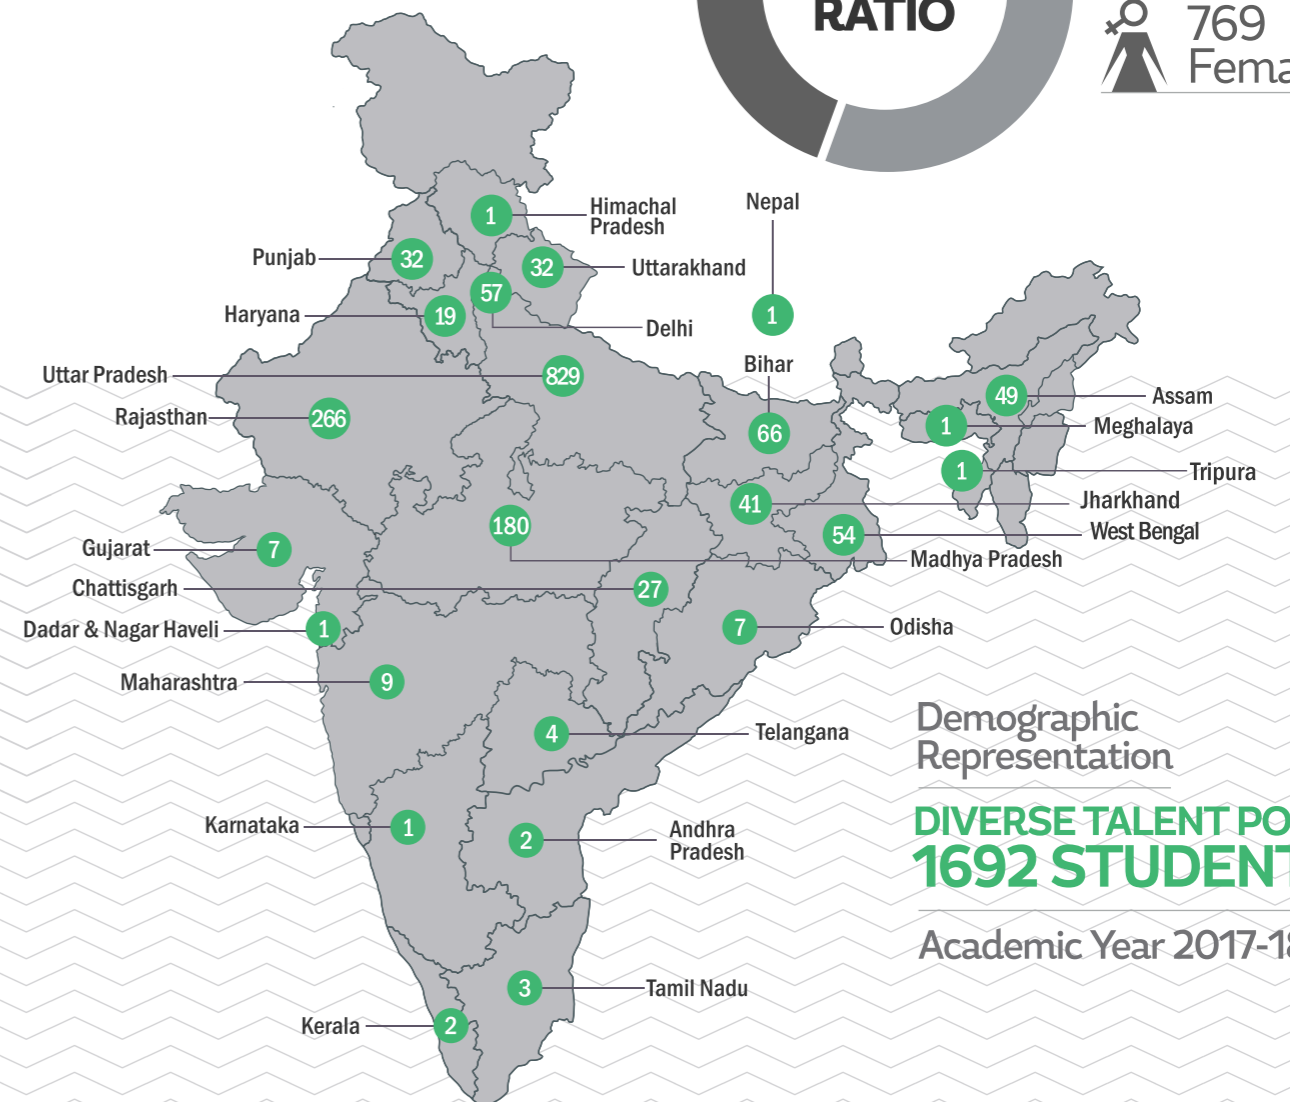 RATIO
769
Fema
Nepal
1
Himachal
Pradesh
1
Punjab
32
Uttarakhand
32
57
Haryana
19
Delhi
Bihar
66
Uttar Pradesh
829
Rajasthan
266
Assam
49
Meghalaya
1
Tripura
1
Jharkhand
41
West Bengal
54
Madhya Pradesh
180
Gujarat
7
Chattisgarh
27
Dadar & Nagar Haveli
1
Odisha
7
Maharashtra
9
Telangana
4
Demographic
Representation
DIVERSE TALENT PO
1692 STUDENT
Academic Year 2017-18
Karnataka
1
Andhra
Pradesh
2
Tamil Nadu
3
Kerala
2